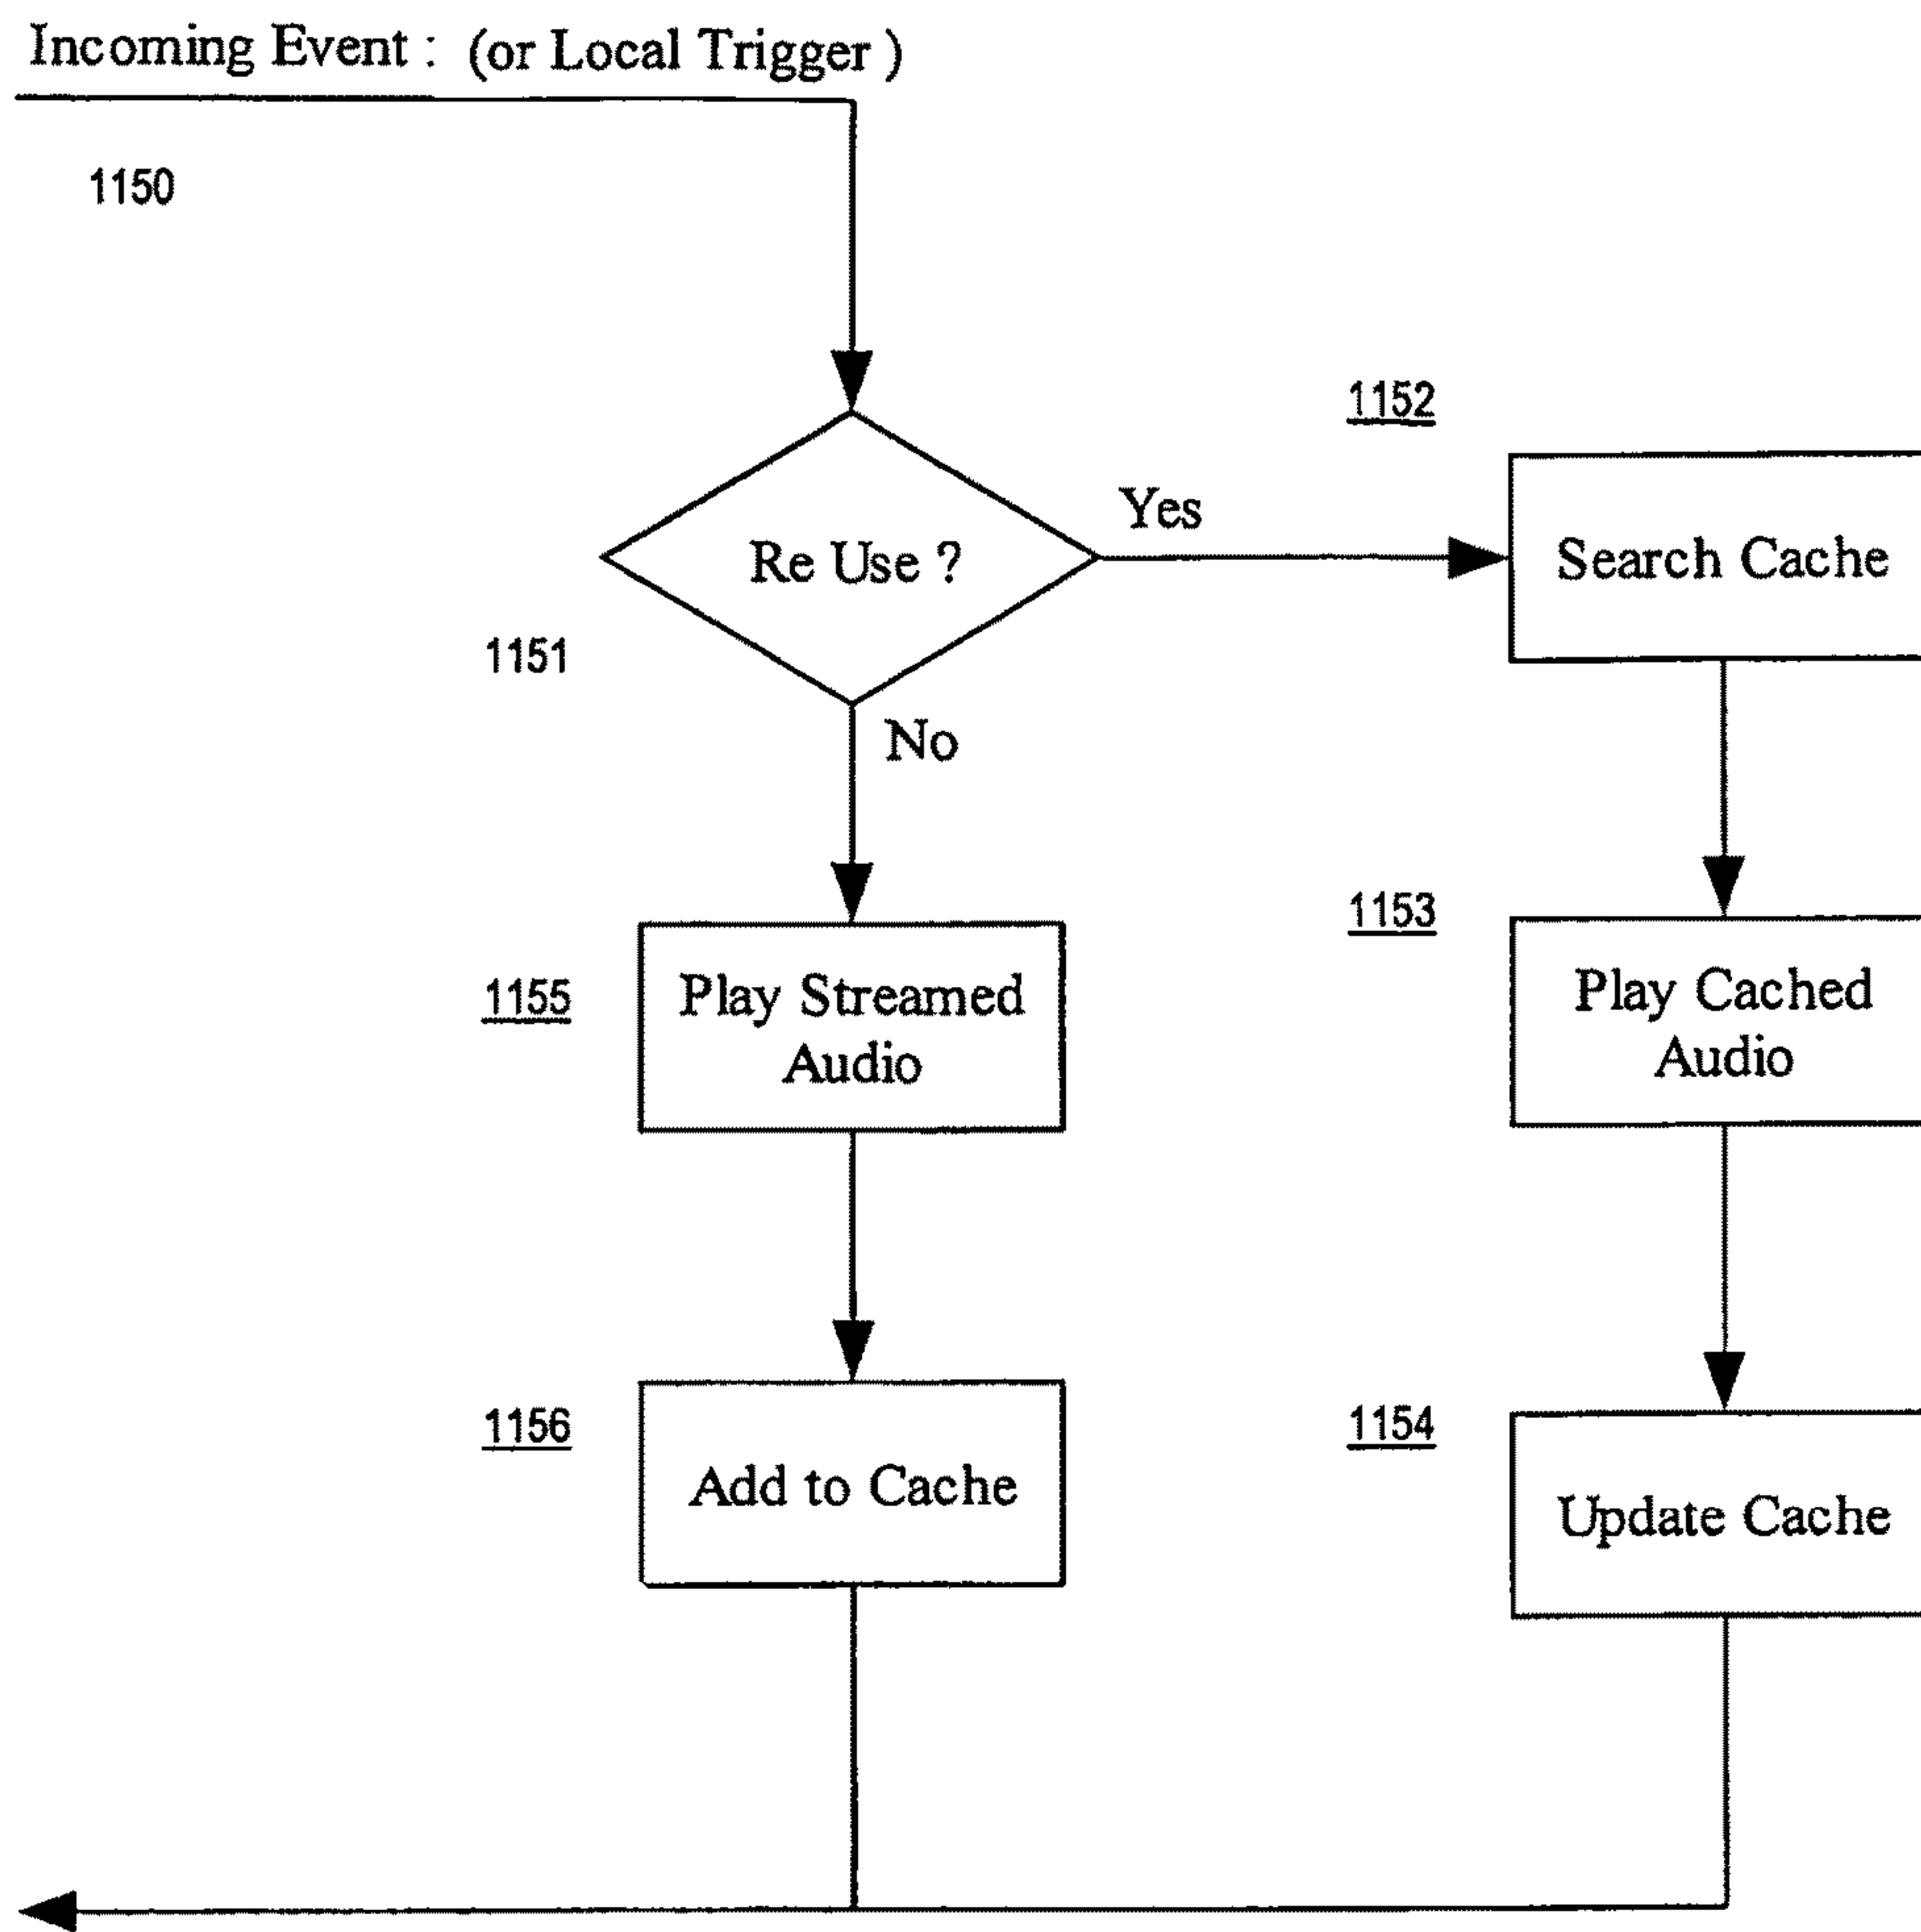 Incoming Event : (or Local Trigger )
1150
1152
Yes
Search Cache
Re Use ?
1151
No
1153
1155
Play Streamed
Audio
Play Cached
Audio
1156
Add to Cache
1154
Update Cache